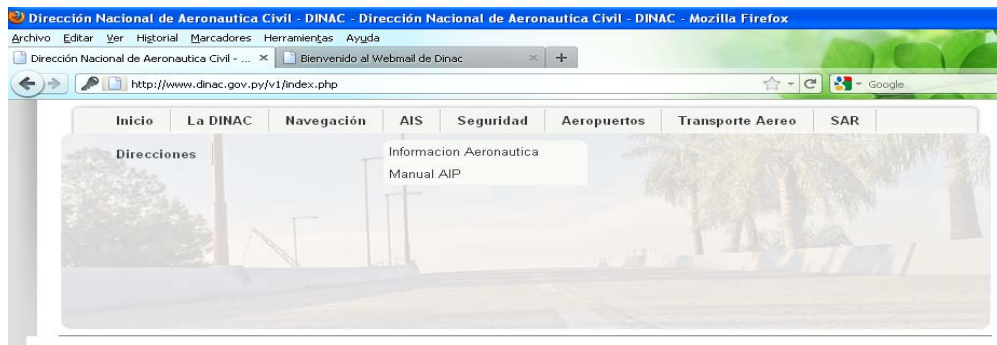 Dirección Nacional de Aeronautica Civil - DINAC - Dirección Nacional de Aeronautica Civil - DINAC - Mozilla Firefox
Archivo Editar Ver Historial Marcadores Herramientas Ayuda
Dirección Nacional de Aeronautica Civil - ... × Bienvenido al Webmail de Dinac × +
http://www.dinac.gov.py/v1/index.php Google
Inicio La DINAC Navegación AIS Seguridad Aeropuertos Transporte Aereo SAR
Direcciones Informacion Aeronautica
Manual AIP